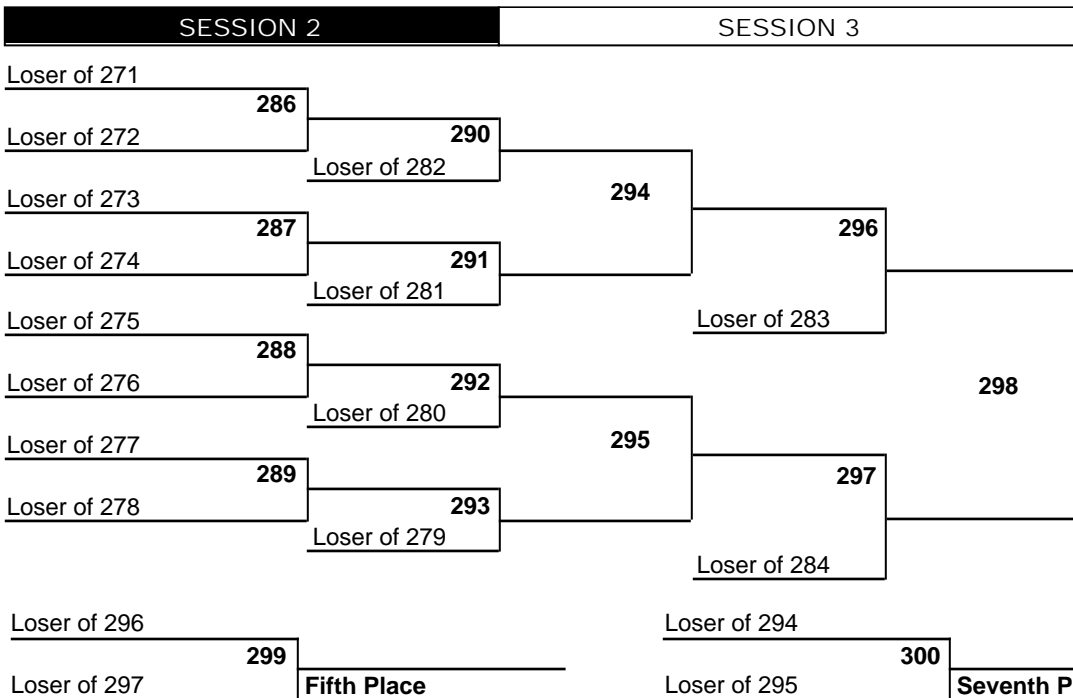 SESSION 2 SESSION 3
Loser of 271
286
Loser of 272
290
Loser of 282
294
Loser of 273
287
296
Loser of 274
291
Loser of 281
Loser of 275
Loser of 283
288
Loser of 276
292
298
Loser of 280
295
Loser of 277
289
297
Loser of 278
293
Loser of 279
Loser of 284
Loser of 296
299
Loser of 297
Fifth Place
Loser of 294
300
Loser of 295
Seventh P